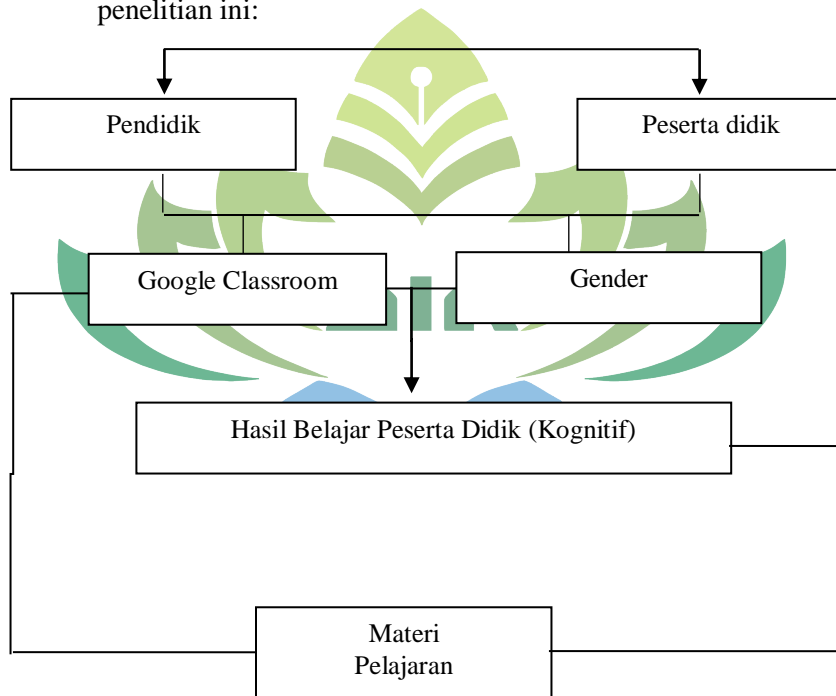 penelitian ini:
Pendidik
Peserta didik
Google Classroom
Gender
Hasil Belajar Peserta Didik (Kognitif)
Materi
Pelajaran